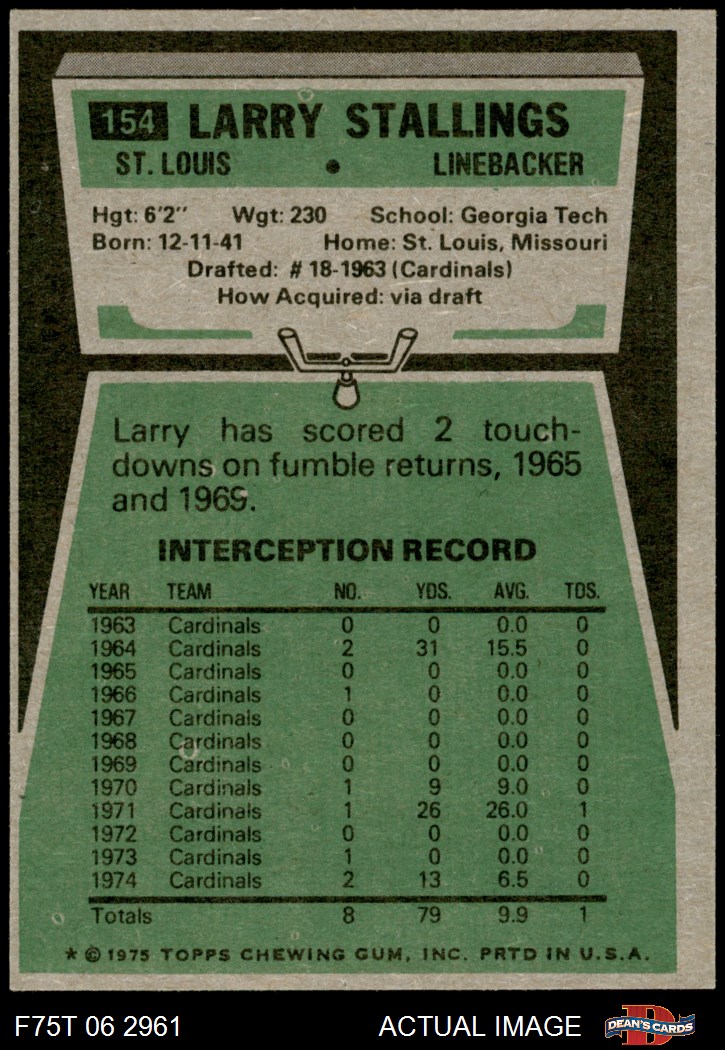 154 LARRY STALLINGS
ST. LOUIS • LINEBACKER
Hgt: 6'2'' Wgt: 230 School: Georgia Tech
Born: 12-11-41 Home: St. Louis, Missouri
Drafted: # 18-1963 (Cardinals)
How Acquired: via draft
Larry has scored 2 touch-
downs on fumble returns, 1965
and 1969.
INTERCEPTION RECORD
YEAR TEAM NO. YDS. AVG. TDS.
1963 Cardinals 0 0 0.0 0
1964 Cardinals 2 31 15.5 0
1965 Cardinals 0 0 0.0 0
1966 Cardinals 1 0 0.0 0
1967 Cardinals 0 0 0.0 0
1968 Cardinals 0 0 0.0 0
1969 Cardinals 0 0 0.0 0
1970 Cardinals 1 9 9.0 0
1971 Cardinals 1 26 26.0 1
1972 Cardinals 0 0 0.0 0
1973 Cardinals 1 0 0.0 0
1974 Cardinals 2 13 6.5 0
Totals 8 79 9.9 1
* © 1975 TOPPS CHEWING GUM, INC. PRTD IN U.S.A.
F75T 06 2961 ACTUAL IMAGE D DEAN'S CARDS